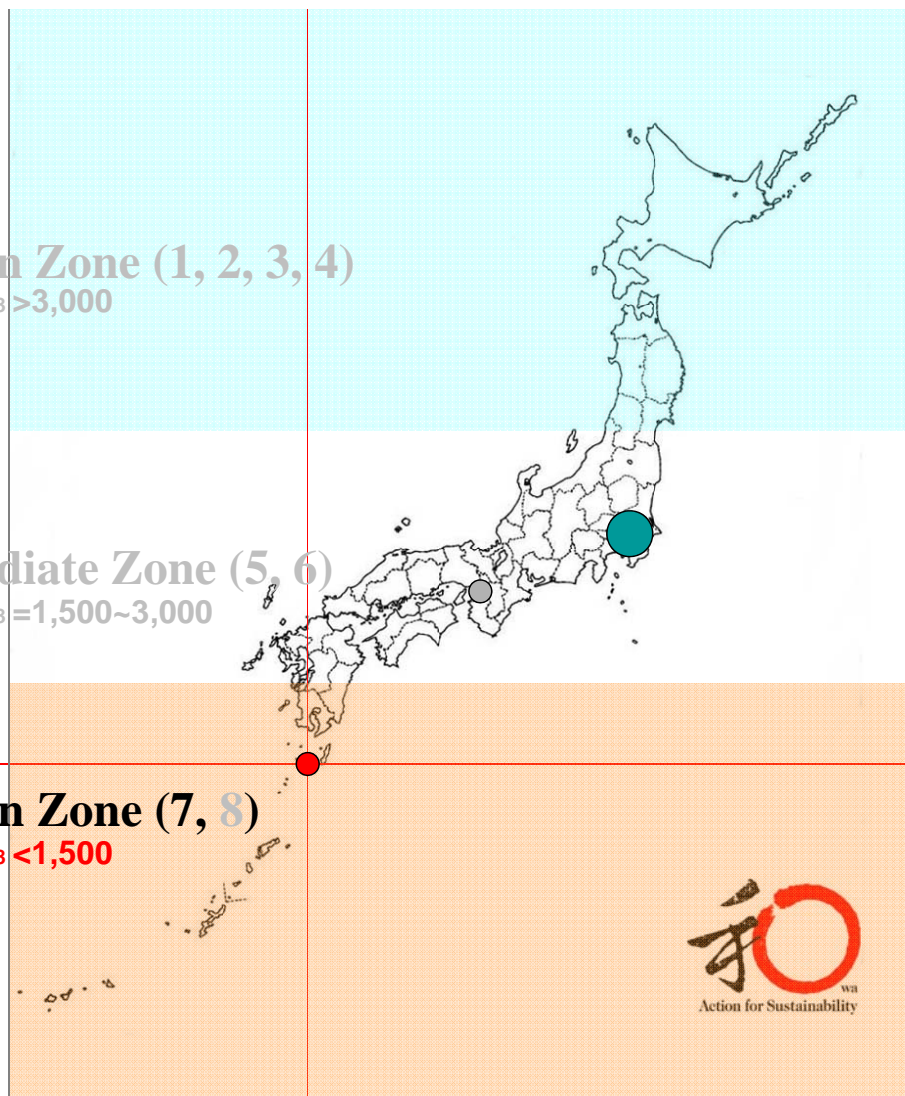 n Zone (1, 2, 3, 4)
B >3,000
diate Zone (5, 6)
B =1,500~3,000
n Zone (7, 8)
B <1,500
和
wa
Action for Sustainability